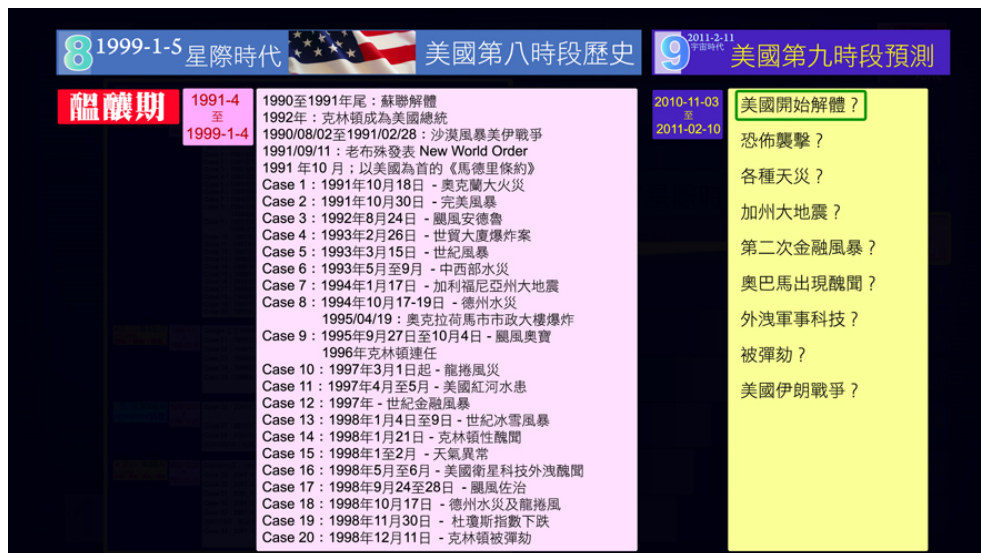 8 1999-1-5 星際時代 美國第八時段歷史
9 2011-2-11 宇宙時代 美國第九時段預測
醞釀期
1991-4
至
1999-1-4
1990至1991年尾：蘇聯解體
1992年：克林頓成為美國總統
1990/08/02至1991/02/28：沙漠風暴美伊戰爭
1991/09/11：老布殊發表 New World Order
1991 年10 月；以美國為首的《馬德里條約》
Case 1：1991年10月18日 - 奧克蘭大火災
Case 2：1991年10月30日 - 完美風暴
Case 3：1992年8月24日 - 颶風安德魯
Case 4：1993年2月26日 - 世貿大廈爆炸案
Case 5：1993年3月15日 - 世紀風暴
Case 6：1993年5月至9月 - 中西部水災
Case 7：1994年1月17日 - 加利福尼亞州大地震
Case 8：1994年10月17-19日 - 德州水災
1995/04/19：奧克拉荷馬市市政大樓爆炸
Case 9：1995年9月27日至10月4日 - 颶風奧寶
1996年克林頓連任
Case 10：1997年3月1日起 - 龍捲風災
Case 11：1997年4月至5月 - 美國紅河水患
Case 12：1997年 - 世紀金融風暴
Case 13：1998年1月4日至9日 - 世紀冰雪風暴
Case 14：1998年1月21日 - 克林頓性醜聞
Case 15：1998年1至2月 - 天氣異常
Case 16：1998年5月至6月 - 美國衛星科技外洩醜聞
Case 17：1998年9月24至28日 - 颶風佐治
Case 18：1998年10月17日 - 德州水災及龍捲風
Case 19：1998年11月30日 - 杜瓊斯指數下跌
Case 20：1998年12月11日 - 克林頓被彈劾
2010-11-03
至
2011-02-10
美國開始解體？
恐佈襲擊？
各種天災？
加州大地震？
第二次金融風暴？
奧巴馬出現醜聞？
外洩軍事科技？
被彈劾？
美國伊朗戰爭？